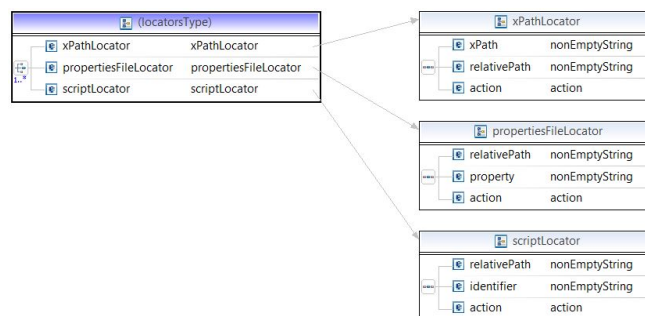 (locatorsType)
xPathLocator xPathLocator
propertiesFileLocator propertiesFileLocator
scriptLocator scriptLocator
1..*
xPathLocator
xPath nonEmptyString
relativePath nonEmptyString
action action
propertiesFileLocator
relativePath nonEmptyString
property nonEmptyString
action action
scriptLocator
relativePath nonEmptyString
identifier nonEmptyString
action action